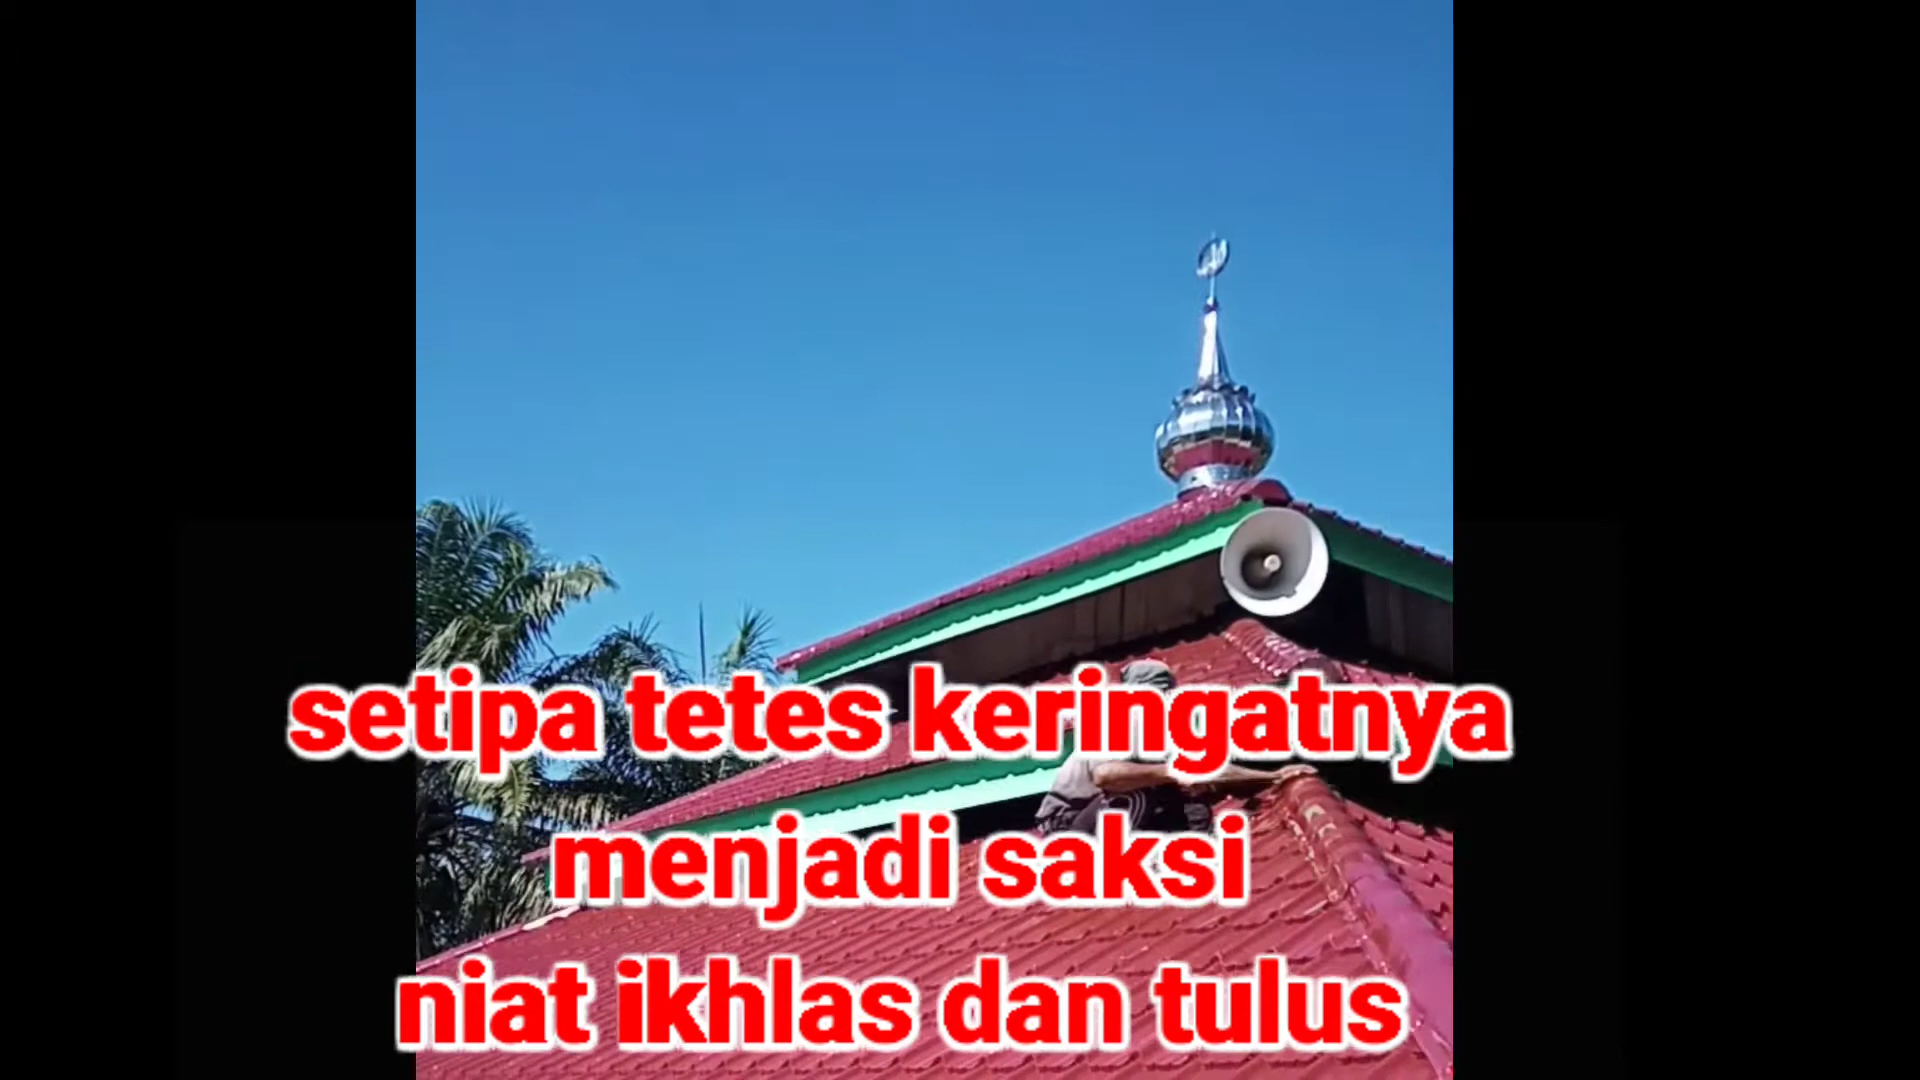 setipa tetes keringatnya
menjadi saksi
niat ikhlas dan tulus